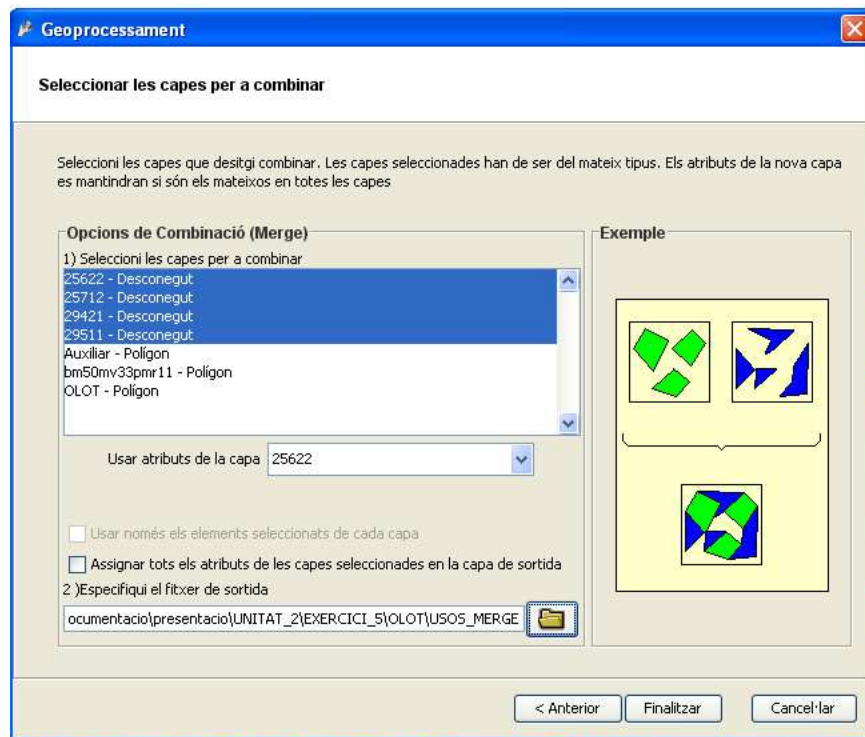 Geoprocessament
Seleccionar les capes per a combinar
Seleccioni les capes que desitgi combinar. Les capes seleccionades han de ser del mateix tipus. Els atributs de la nova capa
es mantindran si són els mateixos en totes les capes
Opcions de Combinació (Merge)
1) Seleccioni les capes per a combinar
25622 - Desconegut
25712 - Desconegut
29421 - Desconegut
29511 - Desconegut
Auxiliar - Polígon
bm50mv33pmr11 - Polígon
OLOT - Polígon
Usar atributs de la capa 25622
Usar només els elements seleccionats de cada capa
Assignar tots els atributs de les capes seleccionades en la capa de sortida
2 )Especifiqui el fitxer de sortida
ocumentacio\presentacio\UNITAT_2\EXERCICI_5\OLOT\USOS_MERGE
Exemple
< Anterior
Finalitzar
Cancel·lar